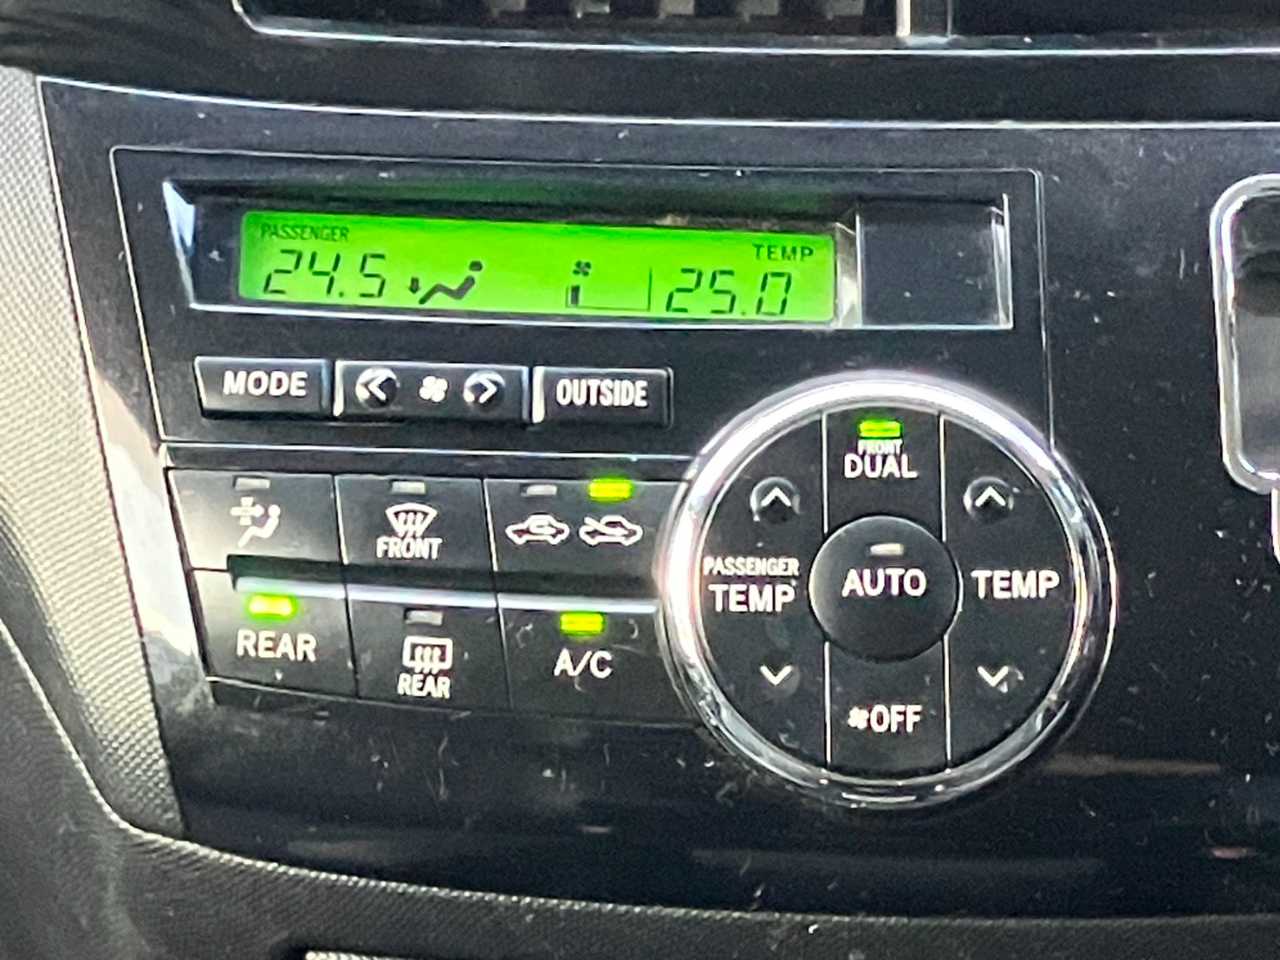 PASSENGER
TEMP
24.5
25.0
MODE
OUTSIDE
FRONT
DUAL
FRONT
PASSENGER
TEMP
AUTO
TEMP
REAR
REAR
A/C
OFF